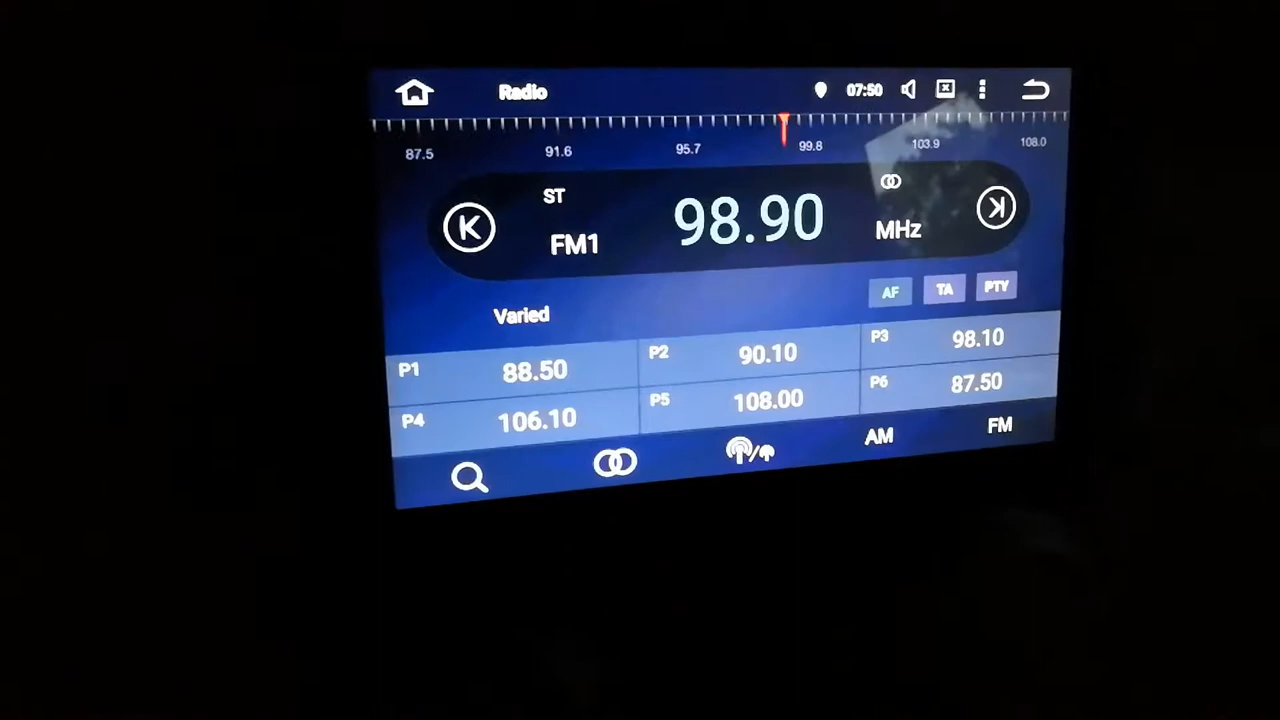 Radio 07:50
87.5 91.6 95.7 99.8 103.9 108.0
ST
FM1 98.90 MHz
AF TA PTY
Varied
P1 88.50 P2 90.10 P3 98.10
P4 106.10 P5 108.00 P6 87.50
AM FM